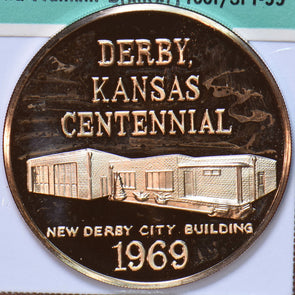 DERBY,
KANSAS
CENTENNIAL
NEW DERBY CITY BUILDING
1969